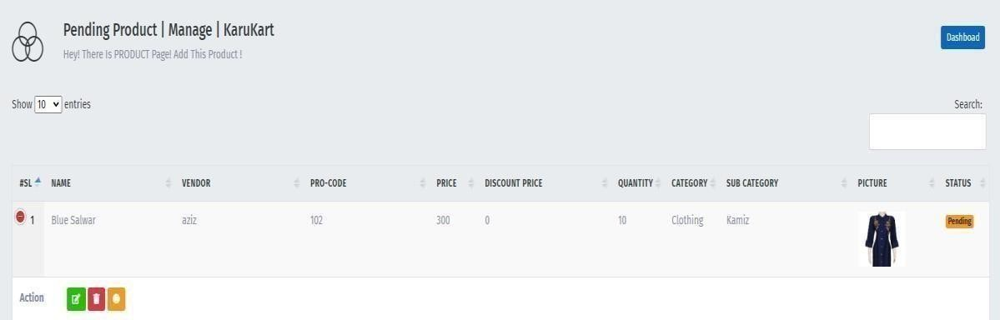 Pending Product | Manage | KaruKart
Hey! There Is PRODUCT Page! Add This Product !
Dashboad
Show 10 entries
Search:
#SL NAME VENDOR PRO-CODE PRICE DISCOUNT PRICE QUANTITY CATEGORY SUB CATEGORY PICTURE STATUS
1 Blue Salwar aziz 102 300 0 10 Clothing Kamiz Pending
Action